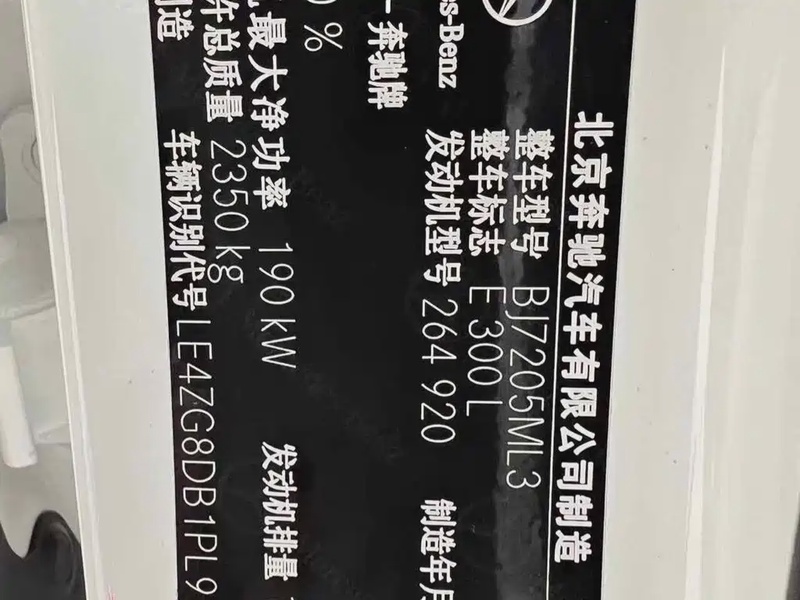 北京奔驰汽车有限公司制造
整车型号 BJ7205ML3
整车标志 E 300 L
发动机型号 264 920 制造年月
s-Benz
奔驰牌
%
最大净功率 190 kW 发动机排量
许总质量 2350 kg
制造
车辆识别代号 LE4ZG8DB1PL9